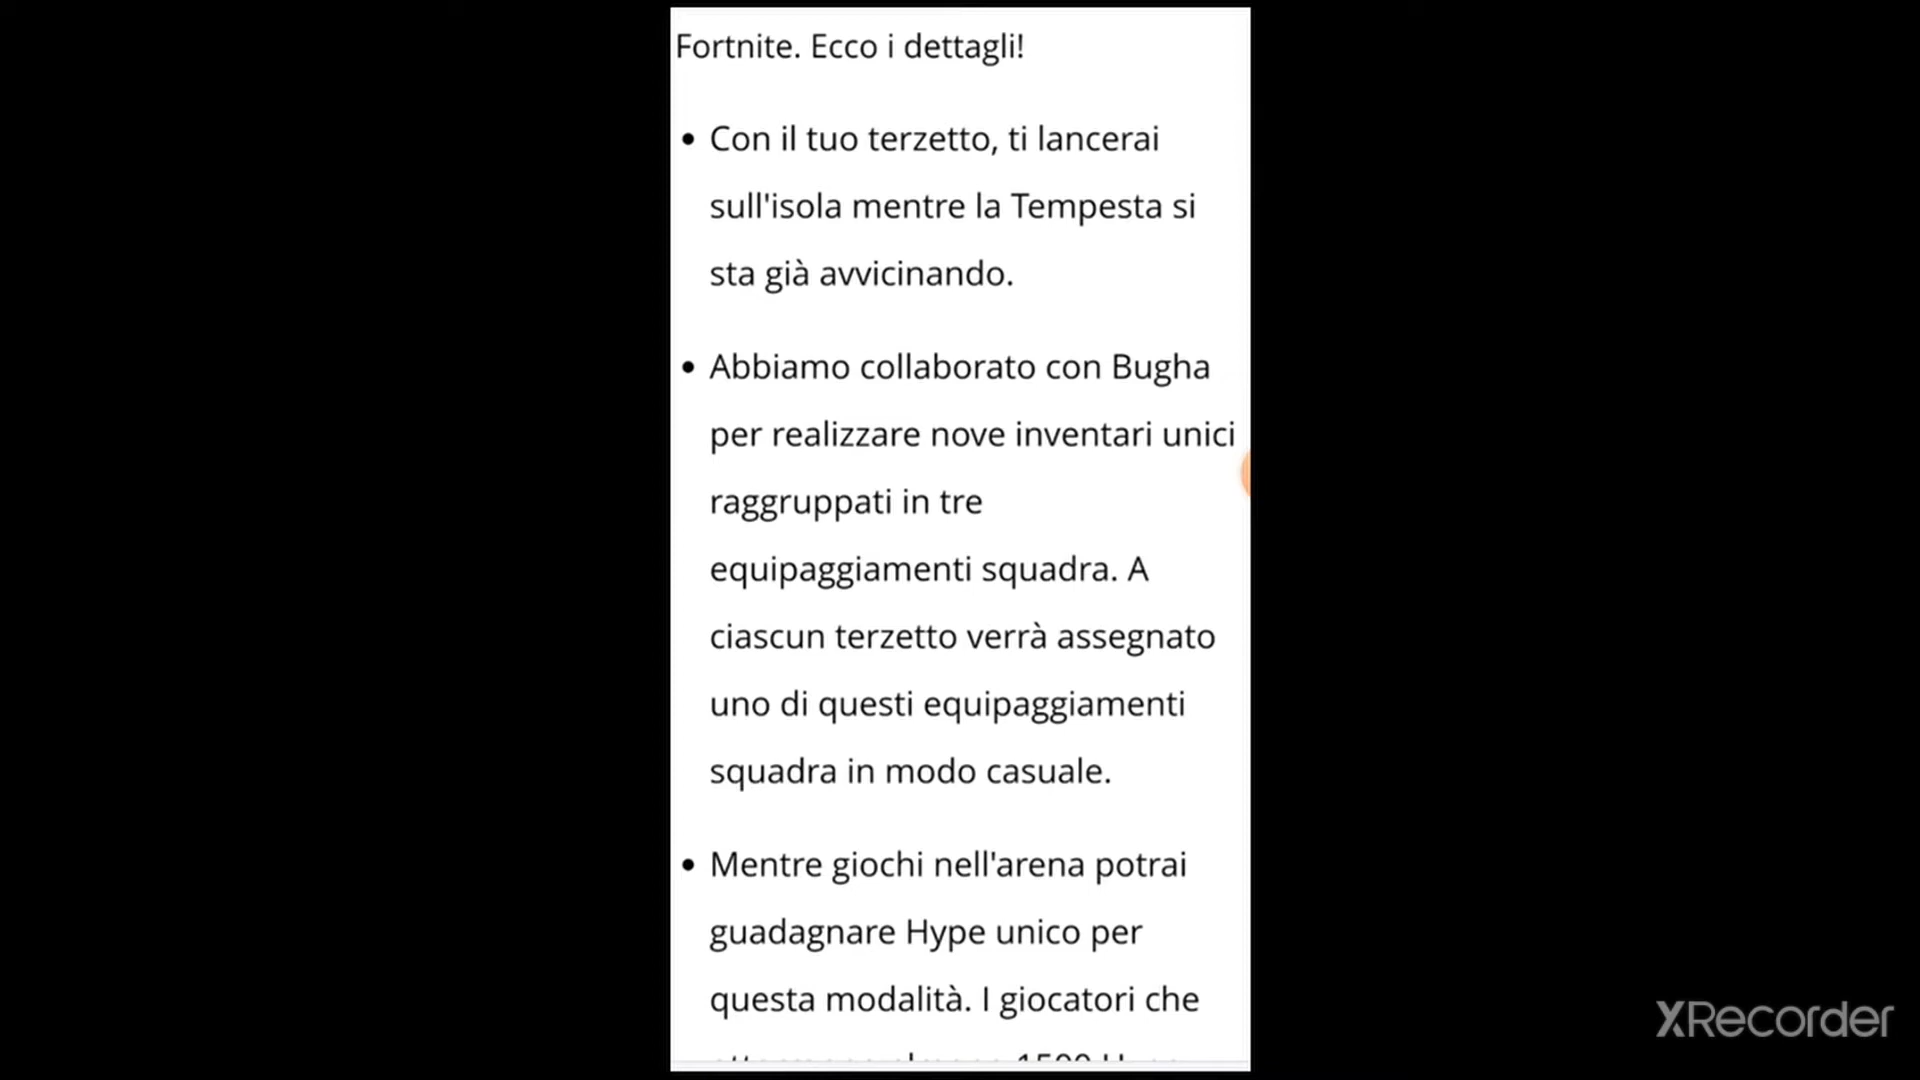 Fortnite. Ecco i dettagli!
• Con il tuo terzetto, ti lancerai
sull'isola mentre la Tempesta si
sta già avvicinando.
• Abbiamo collaborato con Bugha
per realizzare nove inventari unici
raggruppati in tre
equipaggiamenti squadra. A
ciascun terzetto verrà assegnato
uno di questi equipaggiamenti
squadra in modo casuale.
• Mentre giochi nell'arena potrai
guadagnare Hype unico per
questa modalità. I giocatori che
XRecorder